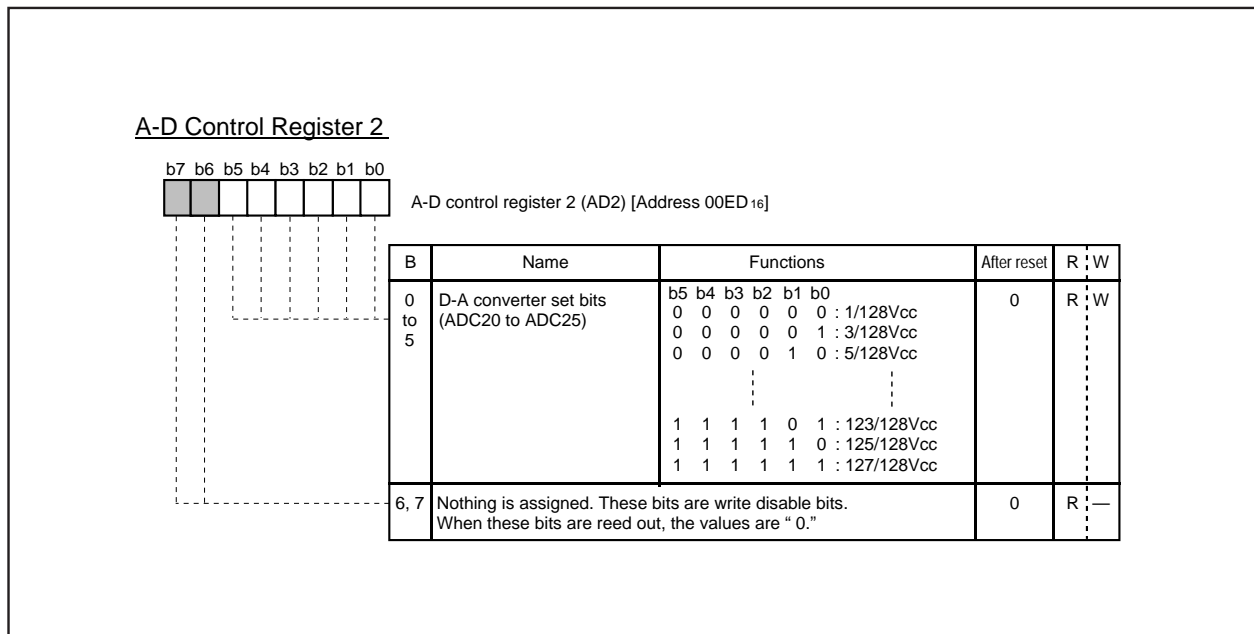 A-D Control Register 2
b7 b6 b5 b4 b3 b2 b1 b0
A-D control register 2 (AD2) [Address 00ED16]
B Name Functions After reset R W
0 to 5 D-A converter set bits (ADC20 to ADC25) 0 R W
b5 b4 b3 b2 b1 b0
0 0 0 0 0 0 : 1/128Vcc
0 0 0 0 0 1 : 3/128Vcc
0 0 0 0 1 0 : 5/128Vcc
1 1 1 1 0 1 : 123/128Vcc
1 1 1 1 1 0 : 125/128Vcc
1 1 1 1 1 1 : 127/128Vcc
6, 7 Nothing is assigned. These bits are write disable bits. 0 R —
When these bits are reed out, the values are “ 0.”